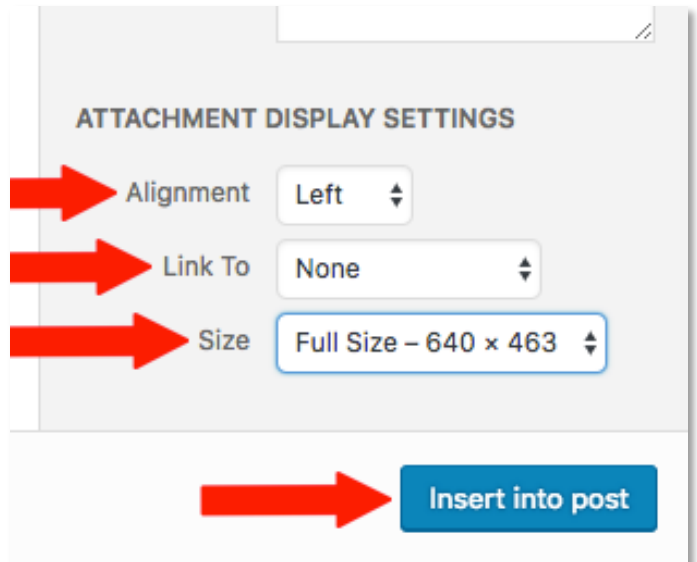 ATTACHMENT DISPLAY SETTINGS
Alignment Left
Link To None
Size Full Size – 640 × 463
Insert into post